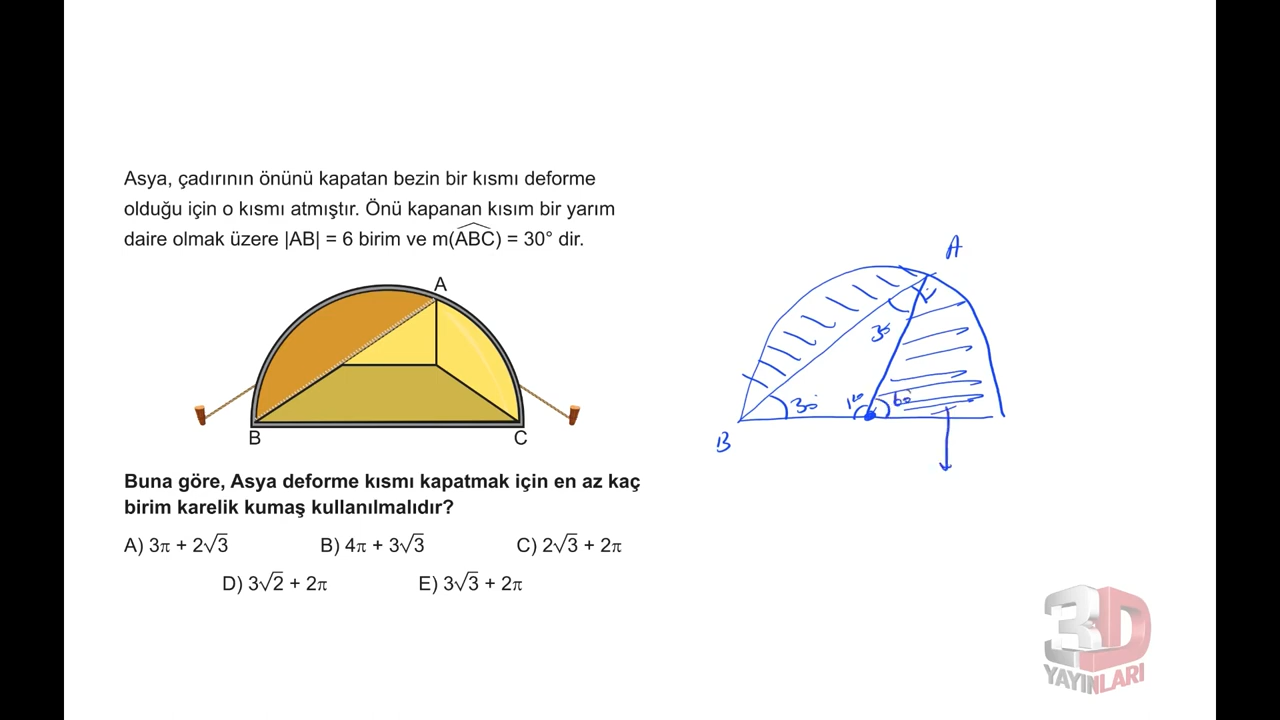 Asya, çadırının önünü kapatan bezin bir kısmı deforme
olduğu için o kısmı atmıştır. Önü kapanan kısım bir yarım
daire olmak üzere |AB| = 6 birim ve m(ABC) = 30° dir.
A
B
C
Buna göre, Asya deforme kısmı kapatmak için en az kaç
birim karelik kumaş kullanılmalıdır?
A) 3π + 2√3 B) 4π + 3√3 C) 2√3 + 2π
D) 3√2 + 2π E) 3√3 + 2π
A
30
30
60
B
3D
YAYINLARI